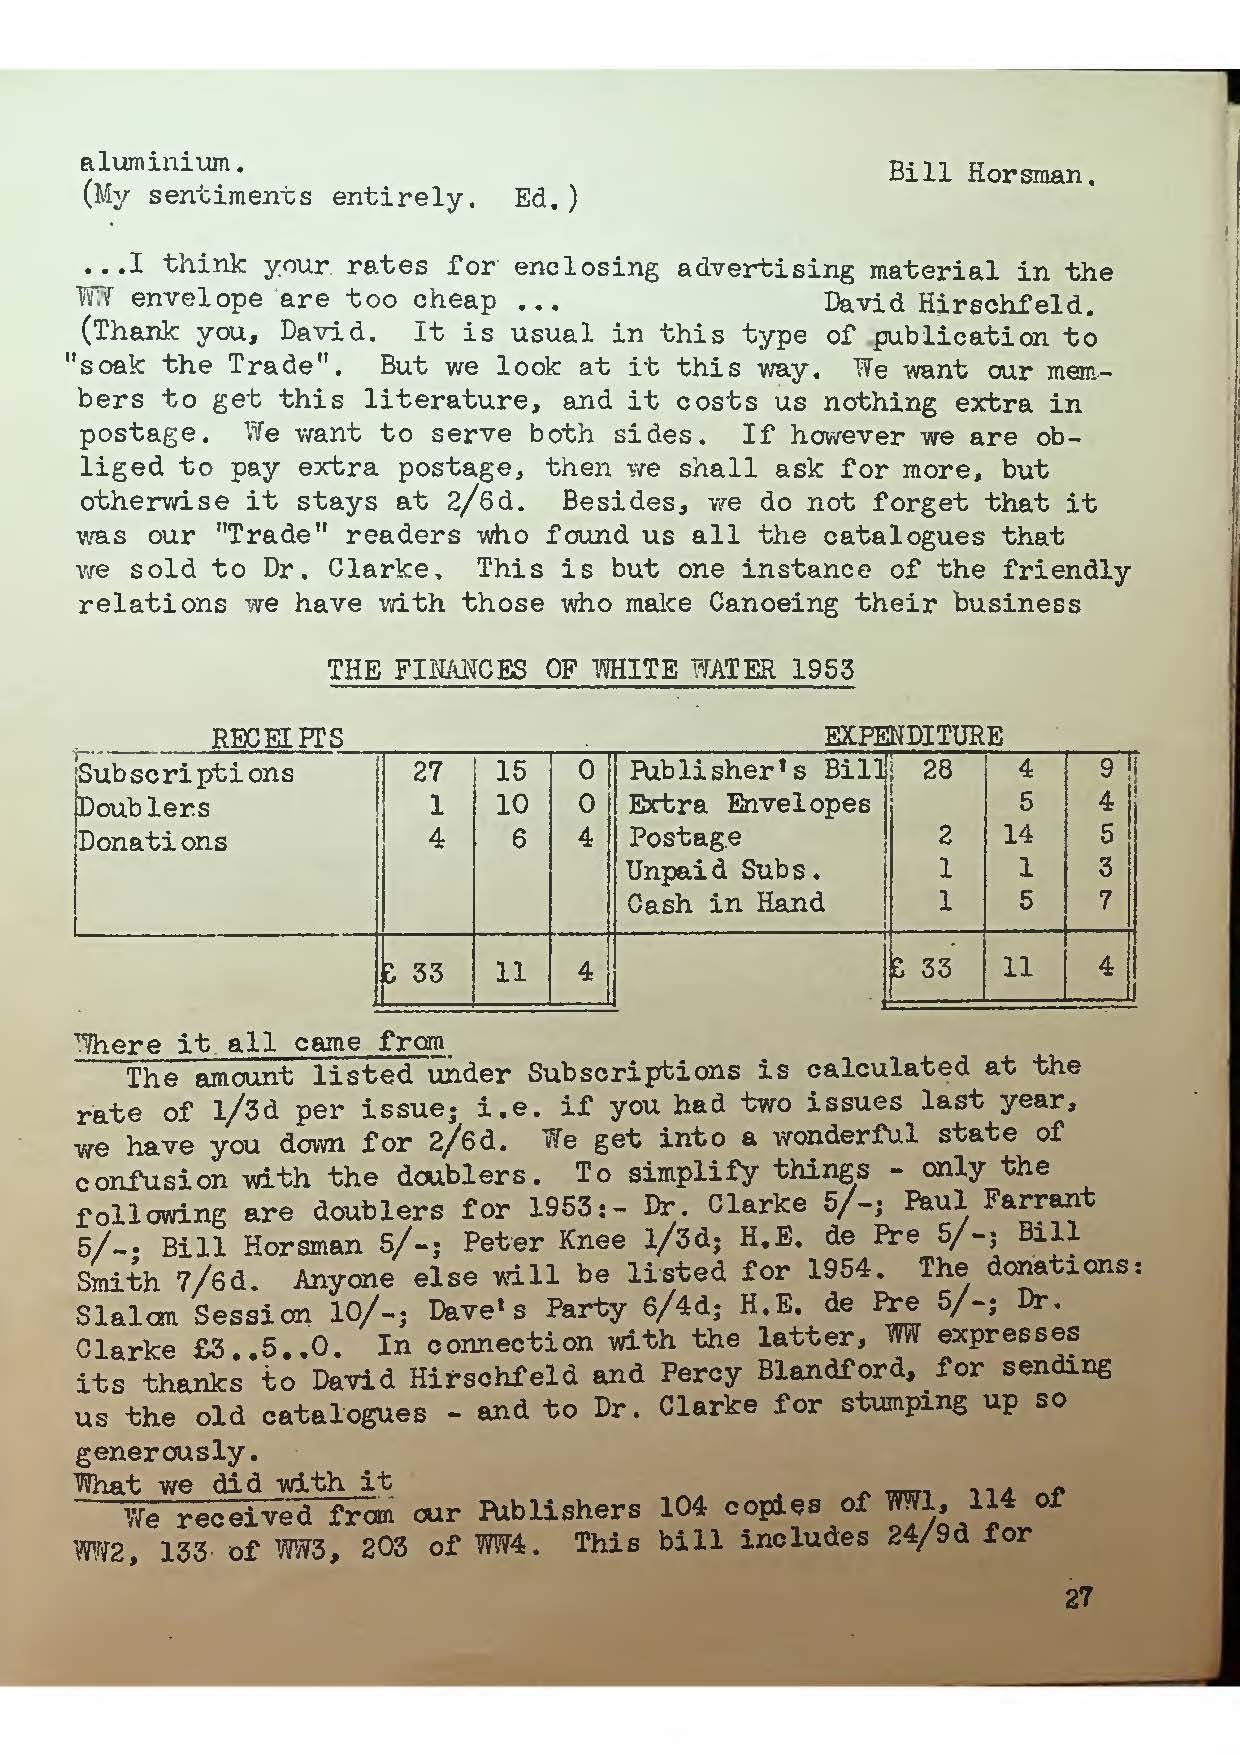 aluminium.
Bill Horsman.
(My sentiments entirely. Ed.)
...I think your rates for enclosing advertising material in the
WW envelope are too cheap ... David Hirschfeld.
(Thank you, David. It is usual in this type of publication to
"soak the Trade". But we look at it this way. We want our mem-
bers to get this literature, and it costs us nothing extra in
postage. We want to serve both sides. If however we are ob-
liged to pay extra postage, then we shall ask for more, but
otherwise it stays at 2/6d. Besides, we do not forget that it
was our "Trade" readers who found us all the catalogues that
we sold to Dr. Clarke. This is but one instance of the friendly
relations we have with those who make Canoeing their business
THE FINANCES OF WHITE WATER 1953
RECEIPTS EXPENDITURE
Subscriptions 27 15 0 Publisher's Bill 28 4 9
Doublers 1 10 0 Extra Envelopes 5 4
Donations 4 6 4 Postage 2 14 5
Unpaid Subs. 1 1 3
Cash in Hand 1 5 7
£ 33 11 4 £ 33 11 4
Where it all came from
The amount listed under Subscriptions is calculated at the
rate of 1/3d per issue; i.e. if you had two issues last year,
we have you down for 2/6d. We get into a wonderful state of
confusion with the doublers. To simplify things - only the
following are doublers for 1953:- Dr. Clarke 5/-; Paul Farrant
5/-; Bill Horsman 5/-; Peter Knee 1/3d; H.E. de Pre 5/-; Bill
Smith 7/6d. Anyone else will be listed for 1954. The donations:
Slalom Session 10/-; Dave's Party 6/4d; H.E. de Pre 5/-; Dr.
Clarke £3..5..0. In connection with the latter, WW expresses
its thanks to David Hirschfeld and Percy Blandford, for sending
us the old catalogues - and to Dr. Clarke for stumping up so
generously.
What we did with it
We received from our Publishers 104 copies of WW1, 114 of
WW2, 133 of WW3, 203 of WW4. This bill includes 24/9d for
27